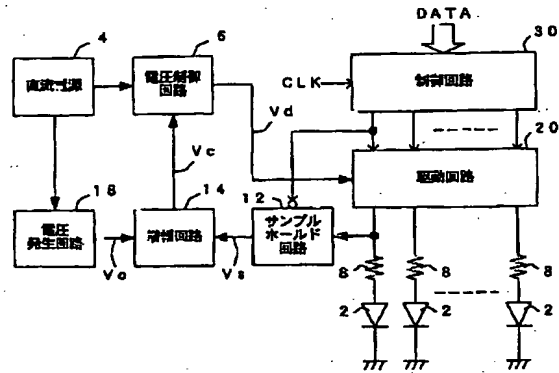 DATA
4
6
30
直流電源
電圧制御
回路
CLK
制御回路
Vd
20
Vc
18
14
12
駆動回路
電圧
発生回路
増幅回路
サンプル
ホールド
回路
Vo
Vs
8
8
8
2
2
2